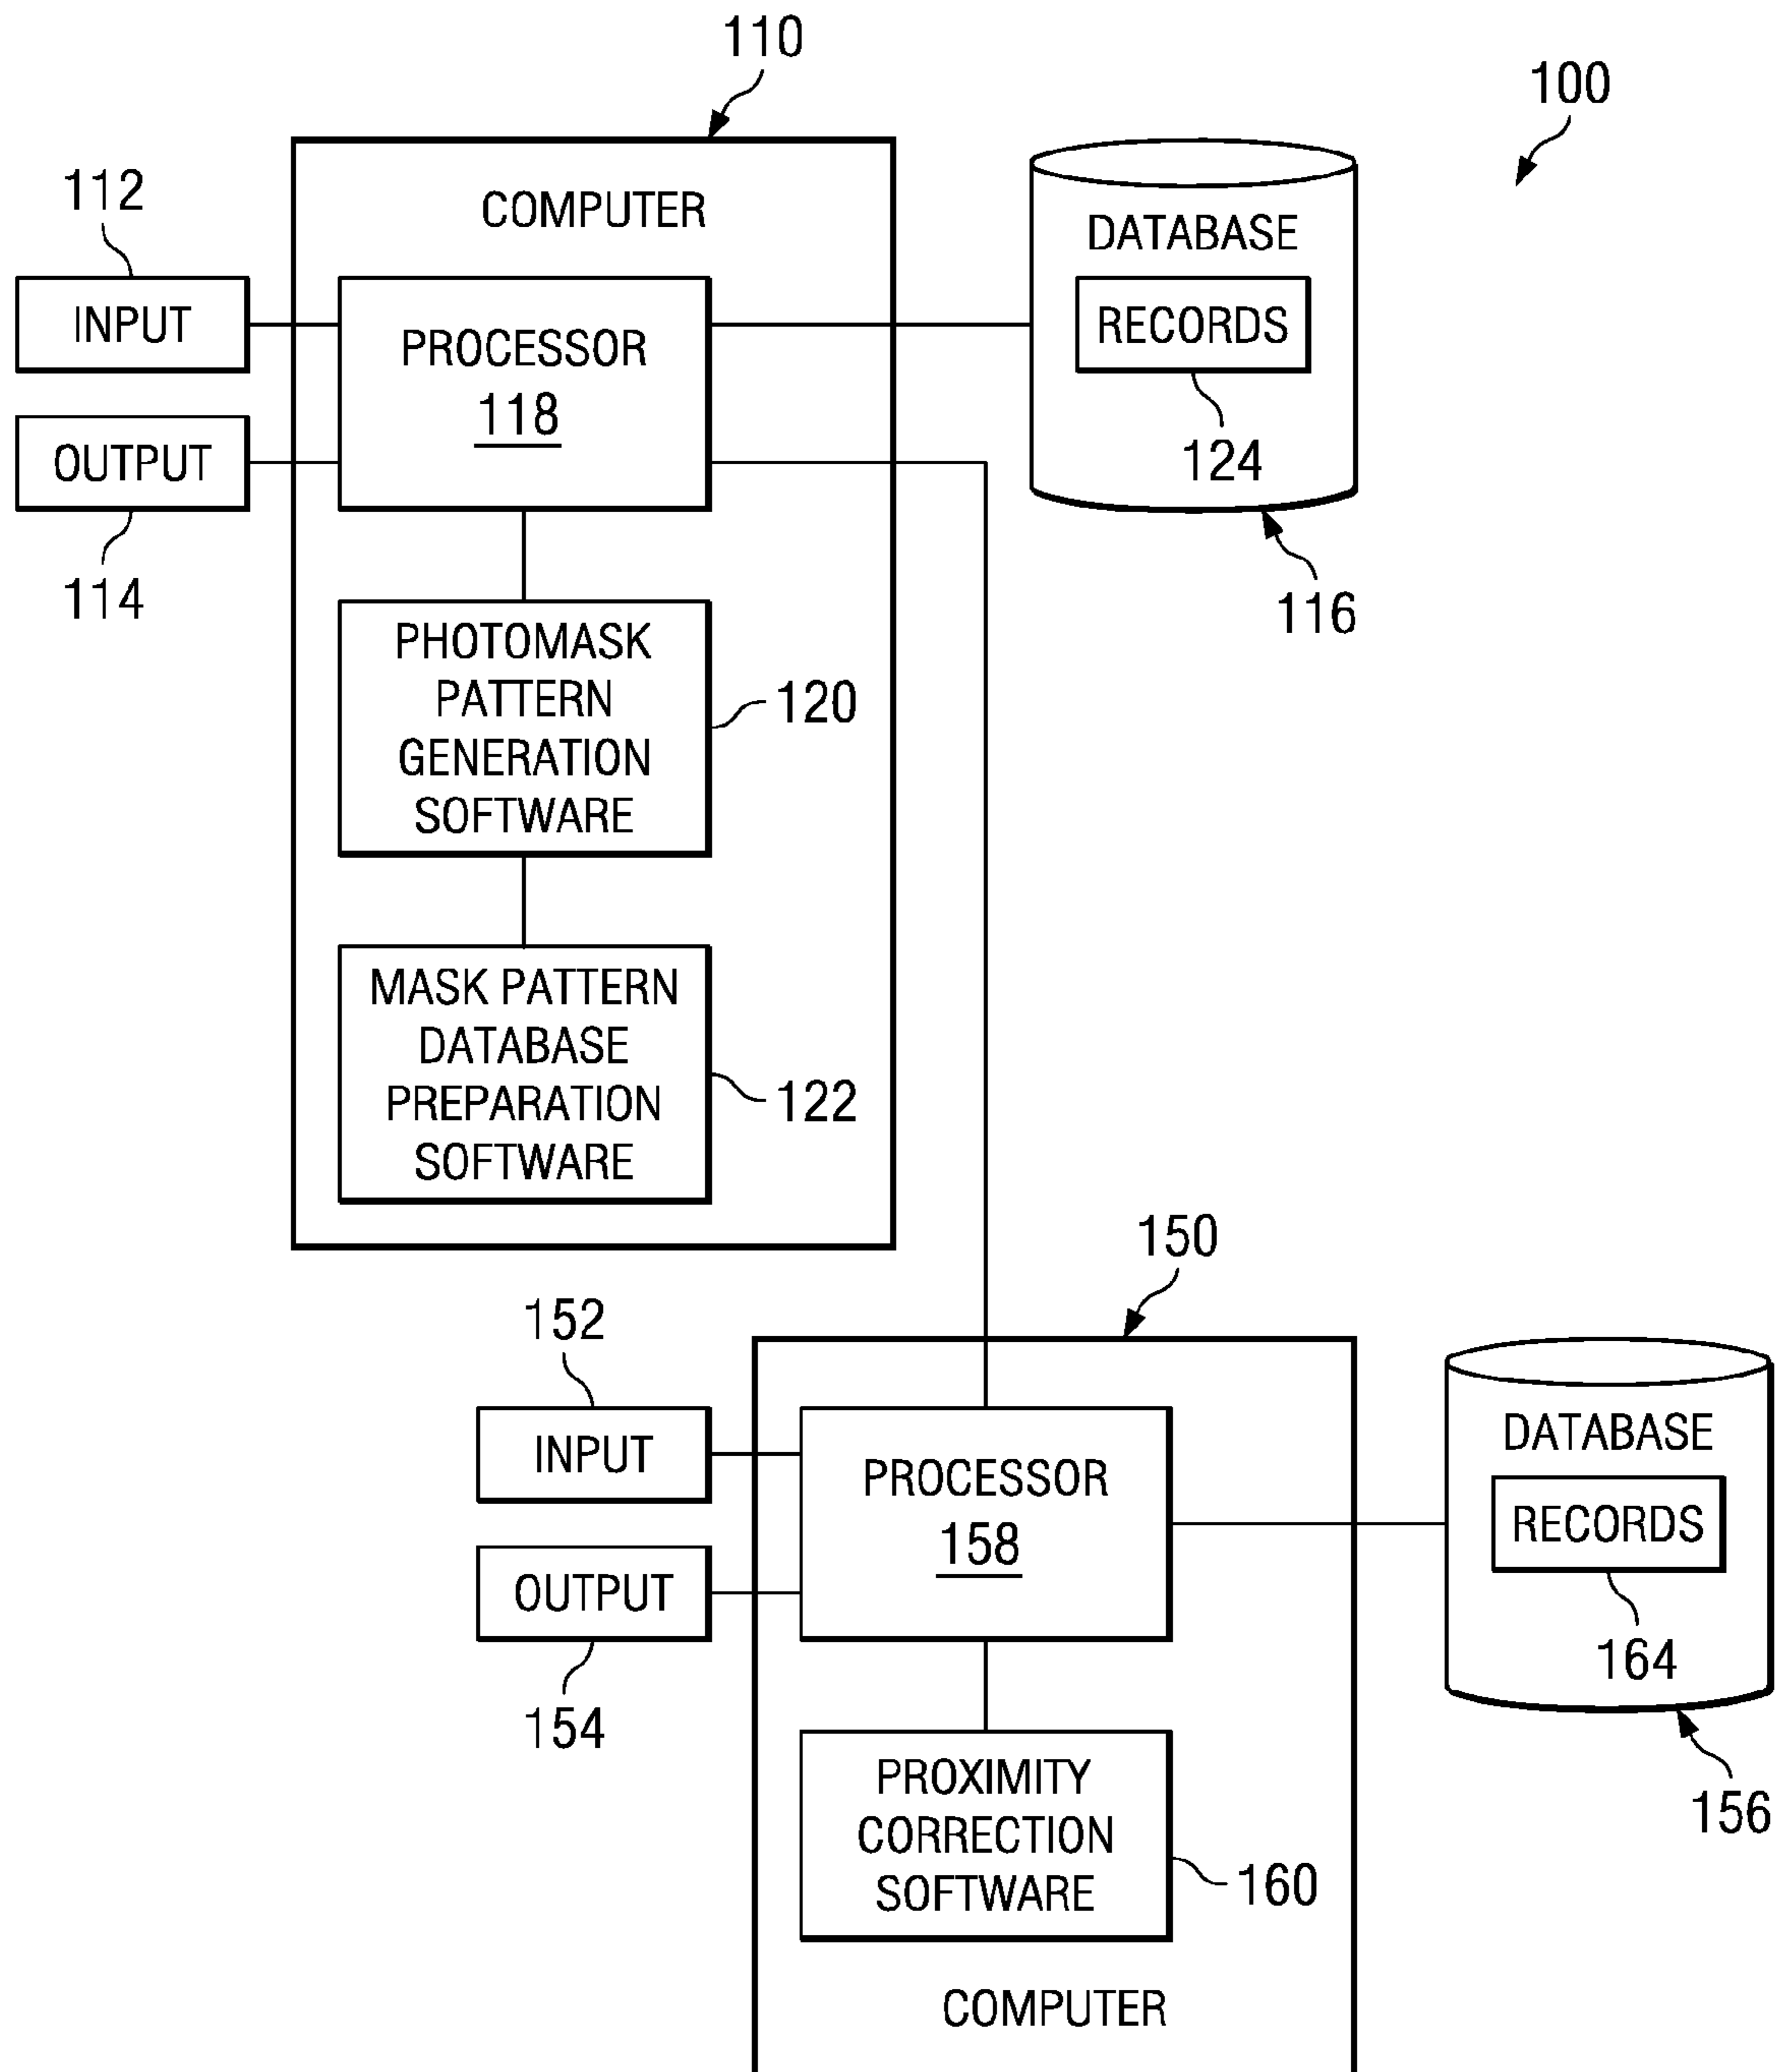 110
100
112
COMPUTER
DATABASE
INPUT
PROCESSOR
118
RECORDS
OUTPUT
124
114
116
PHOTOMASK
PATTERN
GENERATION
SOFTWARE
120
MASK PATTERN
DATABASE
PREPARATION
SOFTWARE
122
150
152
INPUT
PROCESSOR
158
DATABASE
RECORDS
OUTPUT
164
154
156
PROXIMITY
CORRECTION
SOFTWARE
160
COMPUTER